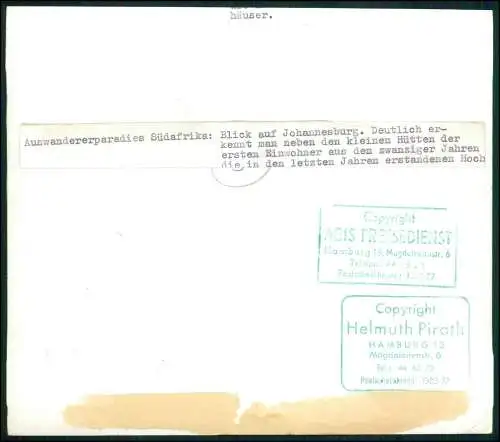 häuser.
Auswandererparadies Südafrika: Blick auf Johannesburg. Deutlich er-
kennt man neben den kleinen Hütten der
ersten Einwohner aus den zwanziger Jahren
die in den letzten Jahren erstandenen Hoch
Copyright
Hamburg 13, Magdalenenstr. 6
Copyright
Helmuth Pirath
HAMBURG 13
Magdalenenstr. 6